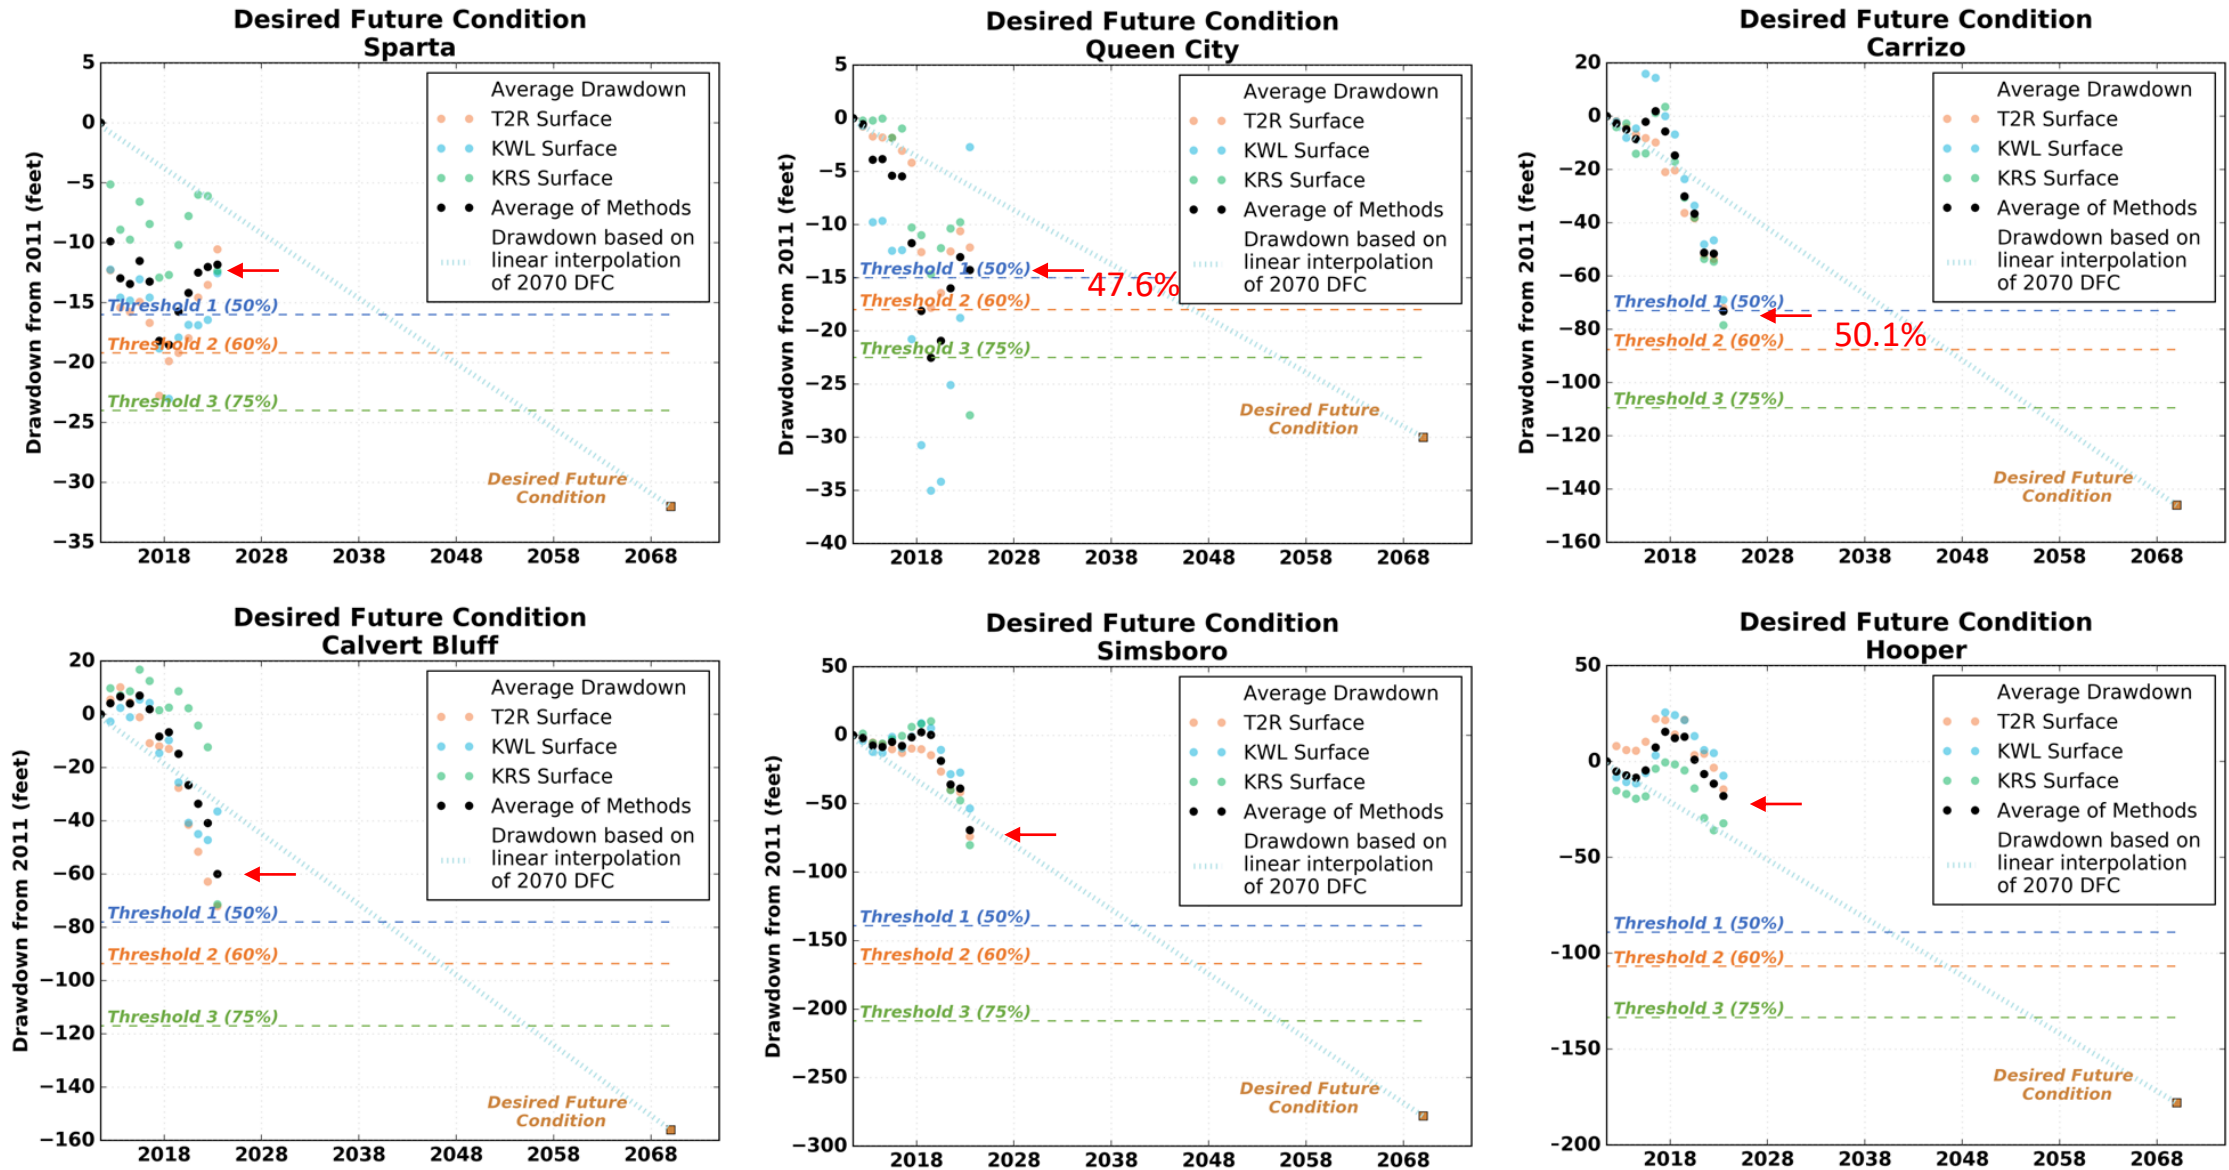 Desired Future Condition
Sparta
Drawdown from 2011 (feet)
5
0
−5
−10
−15
−20
−25
−30
−35
2018 2028 2038 2048 2058 2068
Average Drawdown
T2R Surface
KWL Surface
KRS Surface
Average of Methods
Drawdown based on
linear interpolation
of 2070 DFC
Threshold 1 (50%)
Threshold 2 (60%)
Threshold 3 (75%)
Desired Future
Condition
Desired Future Condition
Queen City
Drawdown from 2011 (feet)
5
0
−5
−10
−15
−20
−25
−30
−35
−40
2018 2028 2038 2048 2058 2068
Average Drawdown
T2R Surface
KWL Surface
KRS Surface
Average of Methods
Drawdown based on
linear interpolation
of 2070 DFC
Threshold 1 (50%)
47.6%
Threshold 2 (60%)
Threshold 3 (75%)
Desired Future
Condition
Desired Future Condition
Carrizo
Drawdown from 2011 (feet)
20
0
−20
−40
−60
−80
−100
−120
−140
−160
2018 2028 2038 2048 2058 2068
Average Drawdown
T2R Surface
KWL Surface
KRS Surface
Average of Methods
Drawdown based on
linear interpolation
of 2070 DFC
Threshold 1 (50%)
50.1%
Threshold 2 (60%)
Threshold 3 (75%)
Desired Future
Condition
Desired Future Condition
Calvert Bluff
Drawdown from 2011 (feet)
20
0
−20
−40
−60
−80
−100
−120
−140
−160
2018 2028 2038 2048 2058 2068
Average Drawdown
T2R Surface
KWL Surface
KRS Surface
Average of Methods
Drawdown based on
linear interpolation
of 2070 DFC
Threshold 1 (50%)
Threshold 2 (60%)
Threshold 3 (75%)
Desired Future
Condition
Desired Future Condition
Simsboro
Drawdown from 2011 (feet)
50
0
−50
−100
−150
−200
−250
−300
2018 2028 2038 2048 2058 2068
Average Drawdown
T2R Surface
KWL Surface
KRS Surface
Average of Methods
Drawdown based on
linear interpolation
of 2070 DFC
Threshold 1 (50%)
Threshold 2 (60%)
Threshold 3 (75%)
Desired Future
Condition
Desired Future Condition
Hooper
Drawdown from 2011 (feet)
50
0
−50
−100
−150
−200
2018 2028 2038 2048 2058 2068
Average Drawdown
T2R Surface
KWL Surface
KRS Surface
Average of Methods
Drawdown based on
linear interpolation
of 2070 DFC
Threshold 1 (50%)
Threshold 2 (60%)
Threshold 3 (75%)
Desired Future
Condition